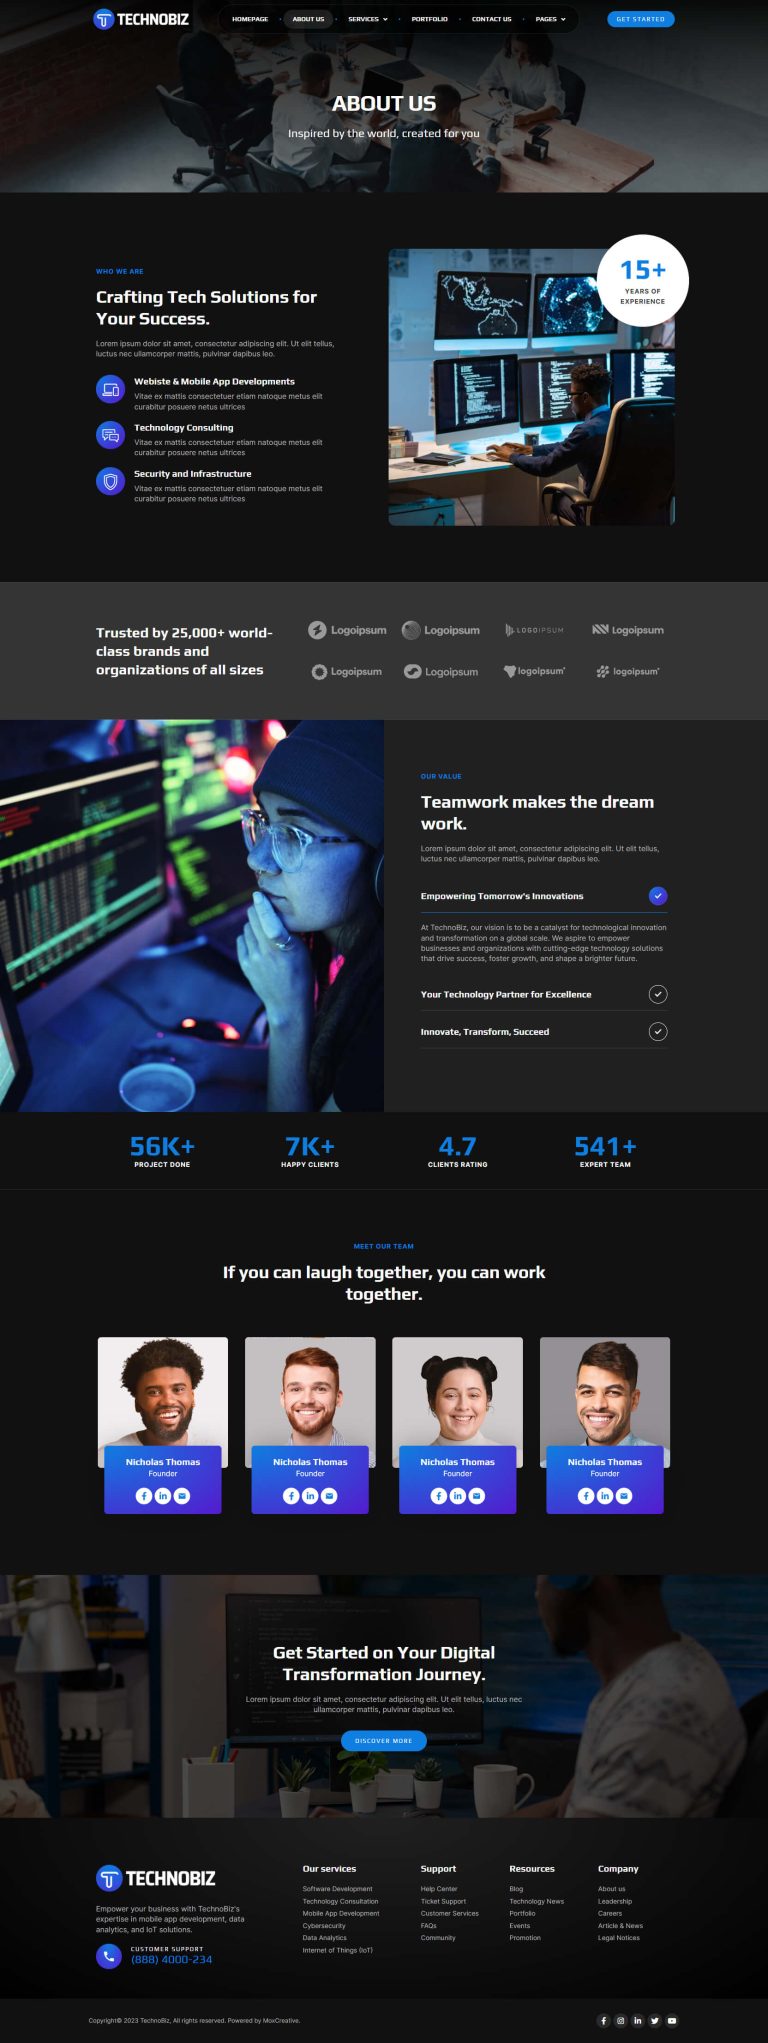 TECHNOBIZ
HOMEPAGE
ABOUT US
SERVICES
PORTFOLIO
CONTACT US
PAGES
GET STARTED
ABOUT US
Inspired by the world, created for you
WHO WE ARE
Crafting Tech Solutions for
Your Success.
Lorem ipsum dolor sit amet, consectetur adipiscing elit. Ut elit tellus,
luctus nec ullamcorper mattis, pulvinar dapibus leo.
Webiste & Mobile App Developments
Vitae ex mattis consectetuer etiam natoque metus elit
curabitur posuere netus ultrices
Technology Consulting
Vitae ex mattis consectetuer etiam natoque metus elit
curabitur posuere netus ultrices
Security and Infrastructure
Vitae ex mattis consectetuer etiam natoque metus elit
curabitur posuere netus ultrices
15+
YEARS OF
EXPERIENCE
Trusted by 25,000+ world-
class brands and
organizations of all sizes
Logoipsum
Logoipsum
LOGOIPSUM
Logoipsum
Logoipsum
Logoipsum
logoipsum
logoipsum
OUR VALUE
Teamwork makes the dream
work.
Lorem ipsum dolor sit amet, consectetur adipiscing elit. Ut elit tellus,
luctus nec ullamcorper mattis, pulvinar dapibus leo.
Empowering Tomorrow's Innovations
At TechnoBiz, our vision is to be a catalyst for technological innovation
and transformation on a global scale. We aspire to empower
businesses and organizations with cutting-edge technology solutions
that drive success, foster growth, and shape a brighter future.
Your Technology Partner for Excellence
Innovate, Transform, Succeed
56K+
PROJECT DONE
7K+
HAPPY CLIENTS
4.7
CLIENTS RATING
541+
EXPERT TEAM
MEET OUR TEAM
If you can laugh together, you can work
together.
Nicholas Thomas
Founder
Nicholas Thomas
Founder
Nicholas Thomas
Founder
Nicholas Thomas
Founder
Get Started on Your Digital
Transformation Journey.
Lorem ipsum dolor sit amet, consectetur adipiscing elit. Ut elit tellus, luctus nec
ullamcorper mattis, pulvinar dapibus leo.
DISCOVER MORE
TECHNOBIZ
Empower your business with TechnoBiz's
expertise in mobile app development, data
analytics, and IoT solutions.
CUSTOMER SUPPORT
(888) 4000-234
Our services
Software Development
Technology Consultation
Mobile App Development
Cybersecurity
Data Analytics
Internet of Things (IoT)
Support
Help Center
Ticket Support
Customer Services
FAQs
Community
Resources
Blog
Technology News
Portfolio
Events
Promotion
Company
About us
Leadership
Careers
Article & News
Legal Notices
Copyright© 2023 TechnoBiz, All rights reserved. Powered by MoxCreative.